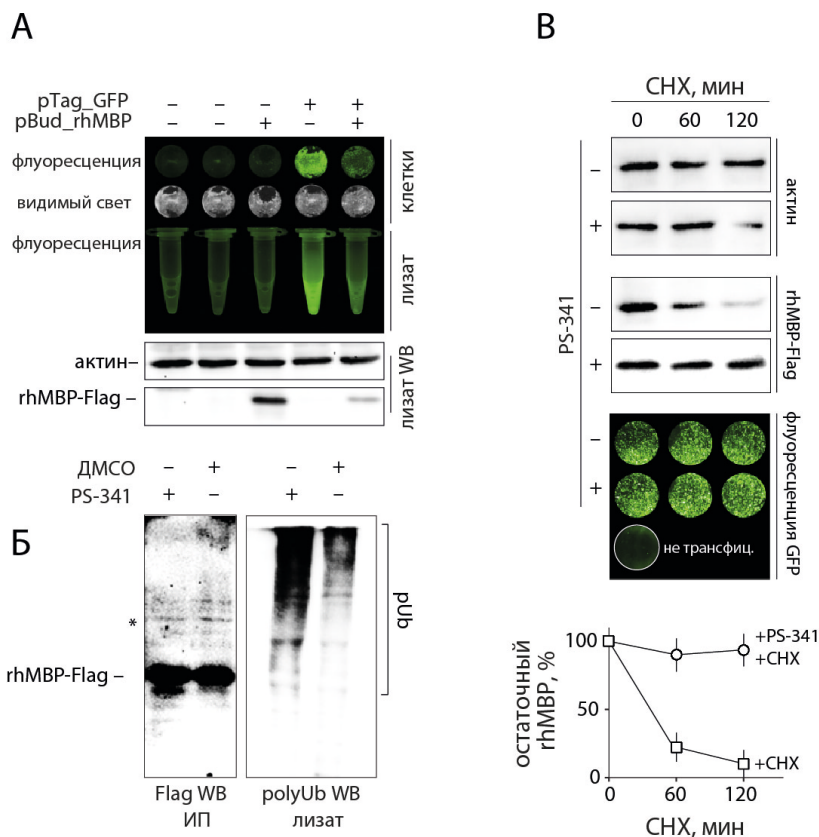 А
pTag_GFP – – – + +
pBud_rhMBP – – + – +
флуоресценция
видимый свет
клетки
флуоресценция
лизат
актин–
rhMBP-Flag –
лизат WB
Б
ДМСО – + – +
PS-341 + – + –
*
rhMBP-Flag –
pUb
Flag WB
ИП
polyUb WB
лизат
В
CHX, мин
0 60 120
PS-341
–
+
актин
–
+
rhMBP-Flag
–
+
не трансфиц.
флуоресценция GFP
остаточный
rhMBP, %
100
50
0
+PS-341
+CHX
+CHX
0 60 120
CHX, мин